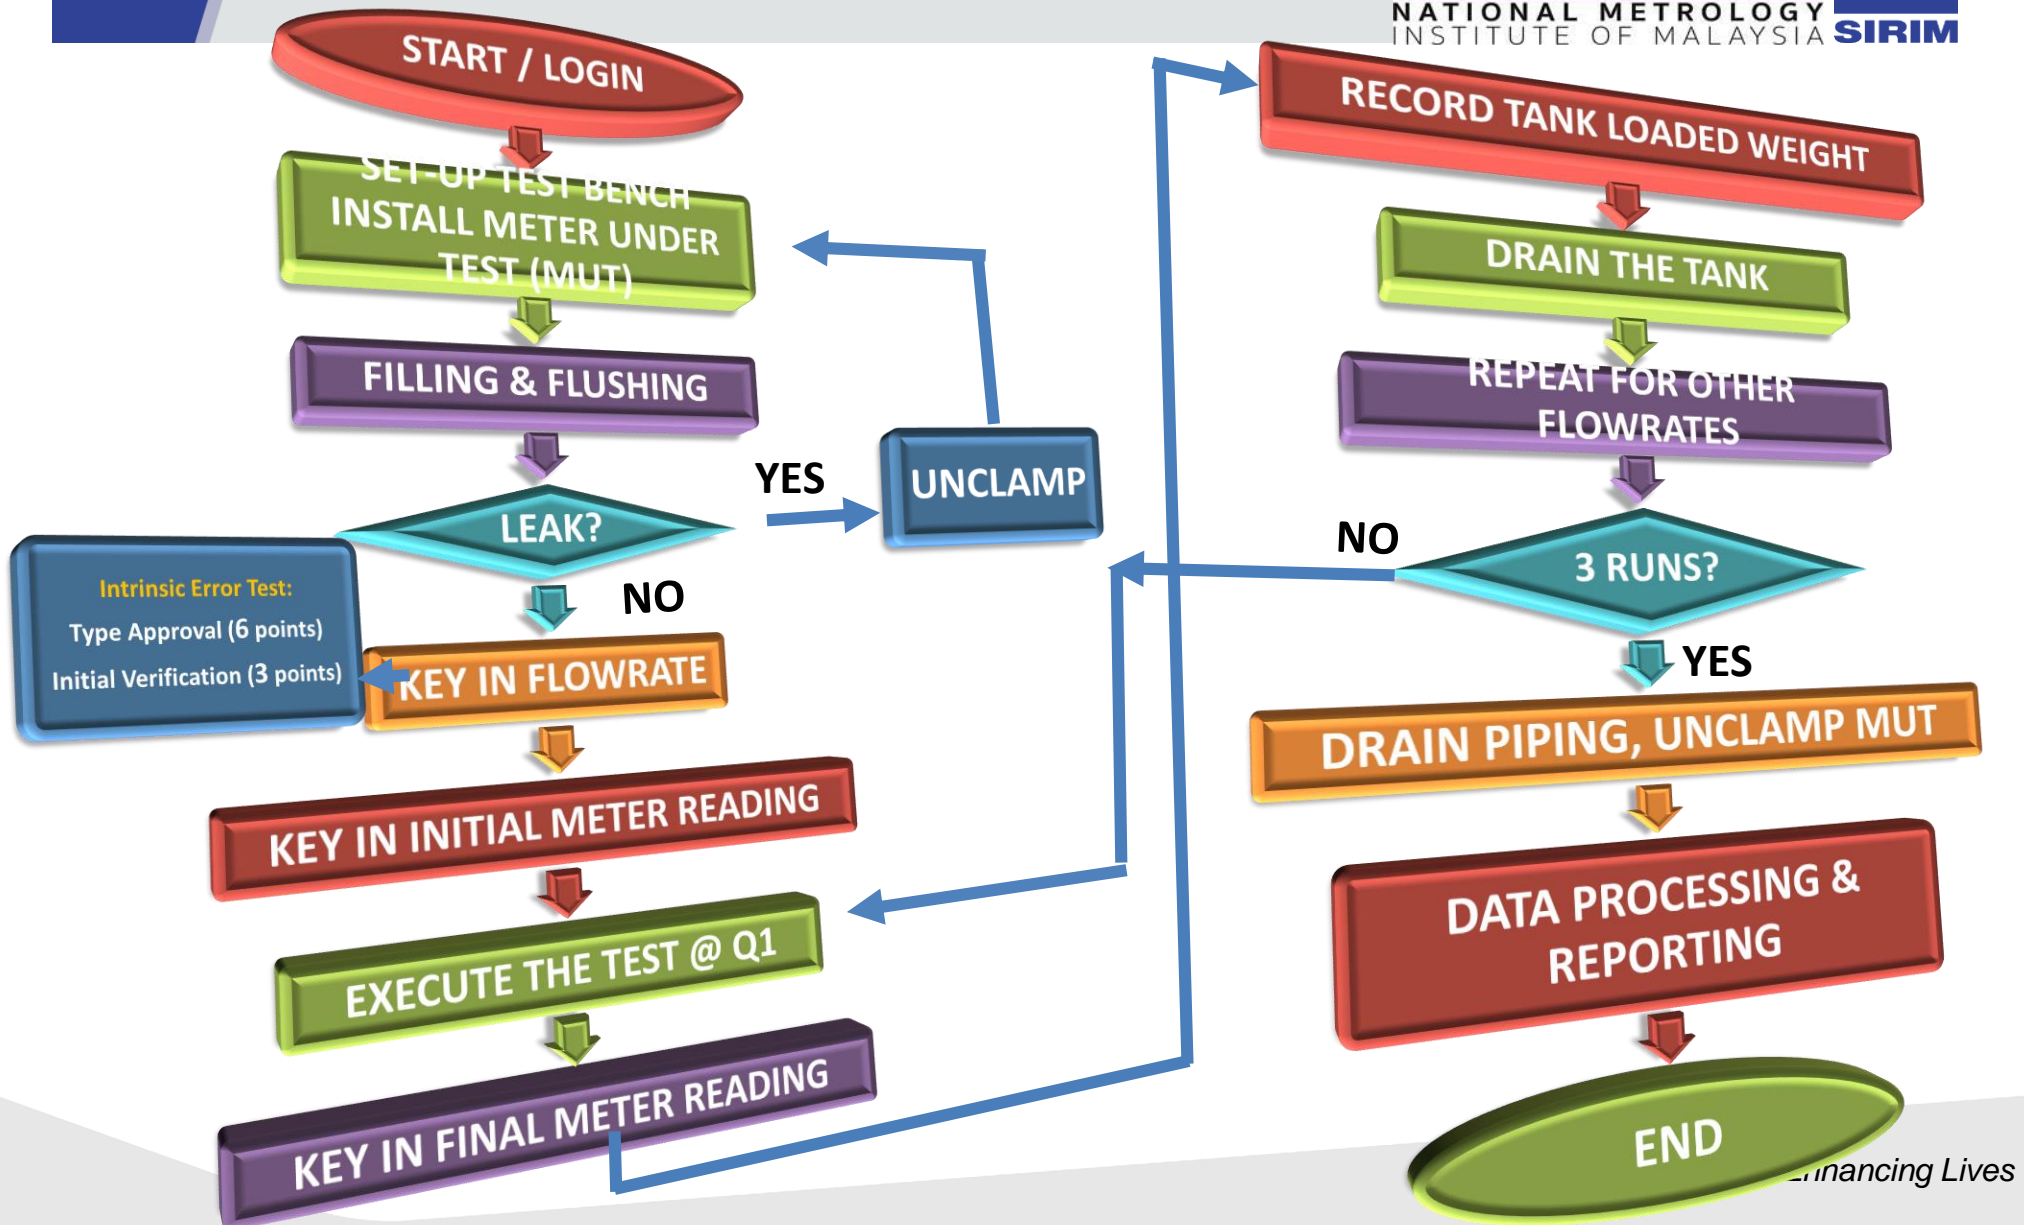 NATIONAL METROLOGY
INSTITUTE OF MALAYSIA
SIRIM
START / LOGIN
SET-UP TEST BENCH
INSTALL METER UNDER
TEST (MUT)
FILLING & FLUSHING
LEAK?
YES
UNCLAMP
NO
Intrinsic Error Test:
Type Approval (6 points)
Initial Verification (3 points)
KEY IN FLOWRATE
KEY IN INITIAL METER READING
EXECUTE THE TEST @ Q1
KEY IN FINAL METER READING
RECORD TANK LOADED WEIGHT
DRAIN THE TANK
REPEAT FOR OTHER
FLOWRATES
3 RUNS?
NO
YES
DRAIN PIPING, UNCLAMP MUT
DATA PROCESSING &
REPORTING
END
Lives